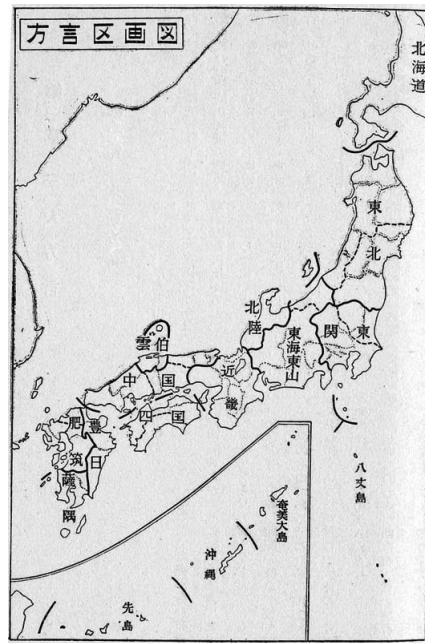 方言区画図
北海道
東北
北陸
関東
東海東山
雲伯
近畿
中国
四国
肥筑
豊日
薩隅
八丈島
奄美大島
沖縄
先島